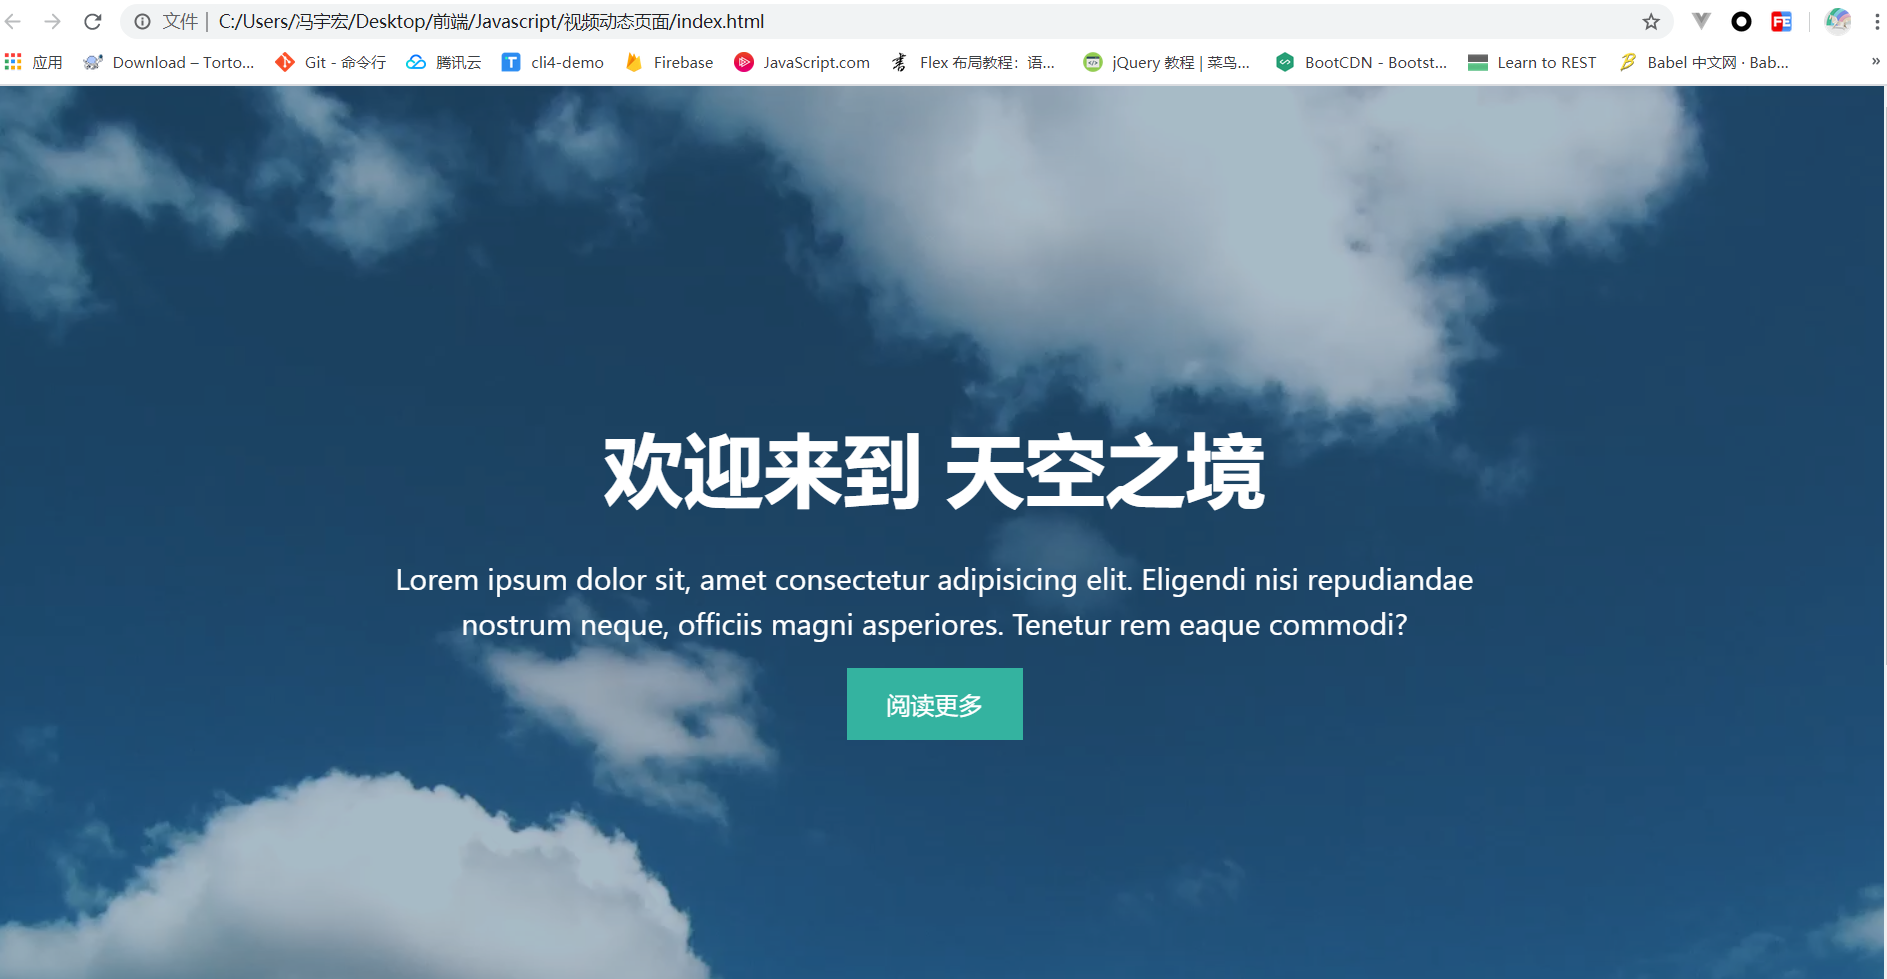 文件 | C:/Users/冯宇宏/Desktop/前端/Javascript/视频动态页面/index.html
应用 Download – Torto... Git - 命令行 腾讯云 cli4-demo Firebase JavaScript.com Flex 布局教程：语... jQuery 教程 | 菜鸟... BootCDN - Bootst... Learn to REST Babel 中文网 · Bab... »
欢迎来到 天空之境
Lorem ipsum dolor sit, amet consectetur adipisicing elit. Eligendi nisi repudiandae
nostrum neque, officiis magni asperiores. Tenetur rem eaque commodi?
阅读更多